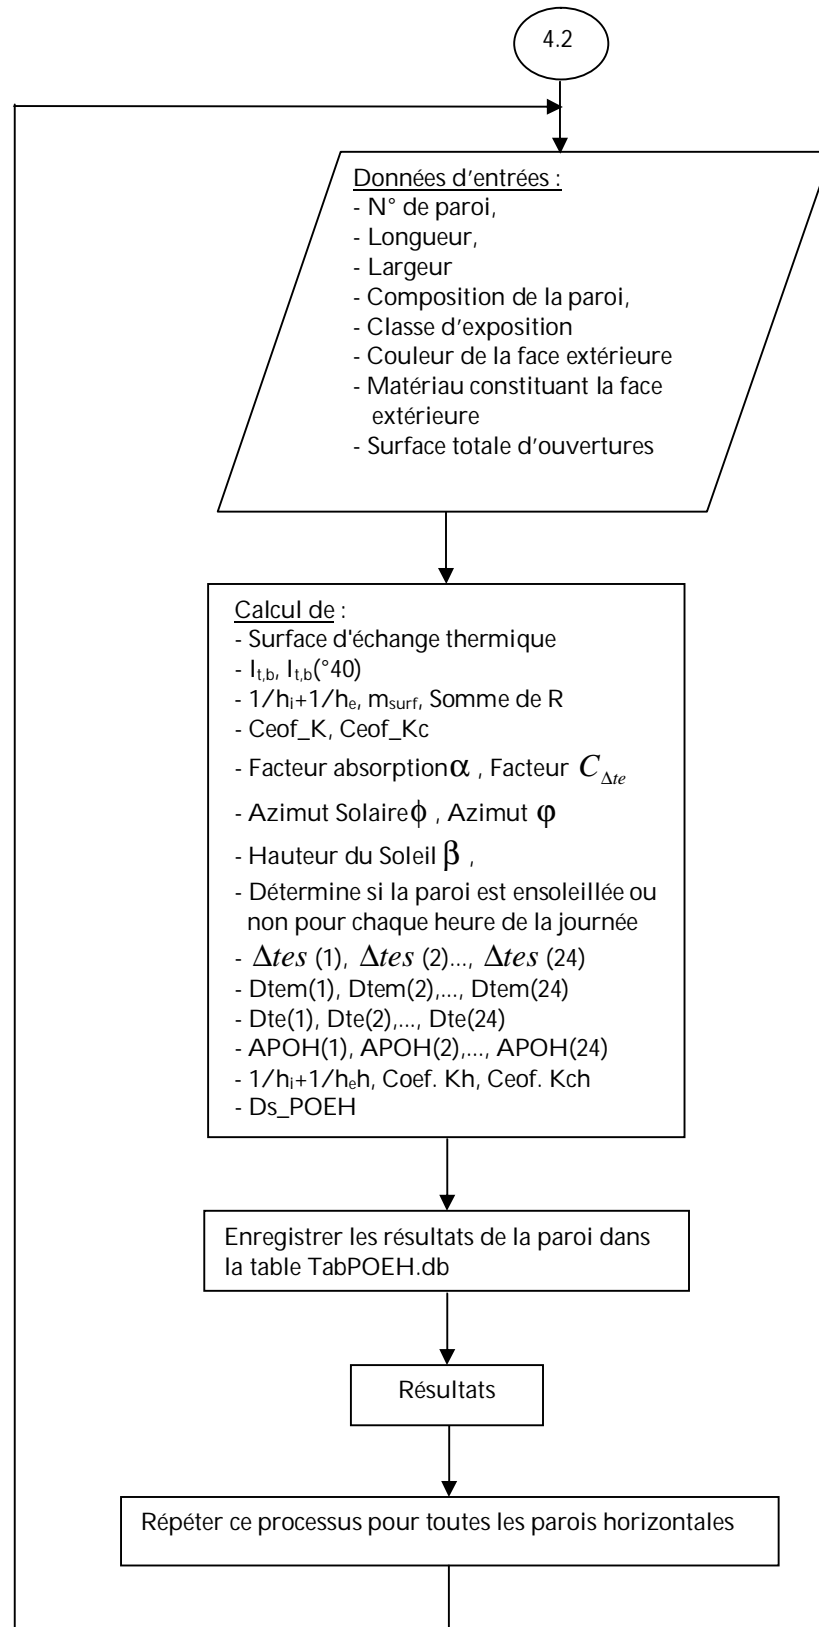 4.2
Données d'entrées :
- N° de paroi,
- Longueur,
- Largeur
- Composition de la paroi,
- Classe d'exposition
- Couleur de la face extérieure
- Matériau constituant la face
extérieure
- Surface totale d'ouvertures
Calcul de :
- Surface d'échange thermique
- It,b, It,b(°40)
- 1/hi+1/he, msurf, Somme de R
- Ceof_K, Ceof_Kc
- Facteur absorption α , Facteur CΔte
- Azimut Solaire ϕ , Azimut φ
- Hauteur du Soleil β ,
- Détermine si la paroi est ensoleillée ou
non pour chaque heure de la journée
- Δtes (1), Δtes (2)..., Δtes (24)
- Dtem(1), Dtem(2),..., Dtem(24)
- Dte(1), Dte(2),..., Dte(24)
- APOH(1), APOH(2),..., APOH(24)
- 1/hi+1/heh, Coef. Kh, Ceof. Kch
- Ds_POEH
Enregistrer les résultats de la paroi dans
la table TabPOEH.db
Résultats
Répéter ce processus pour toutes les parois horizontales